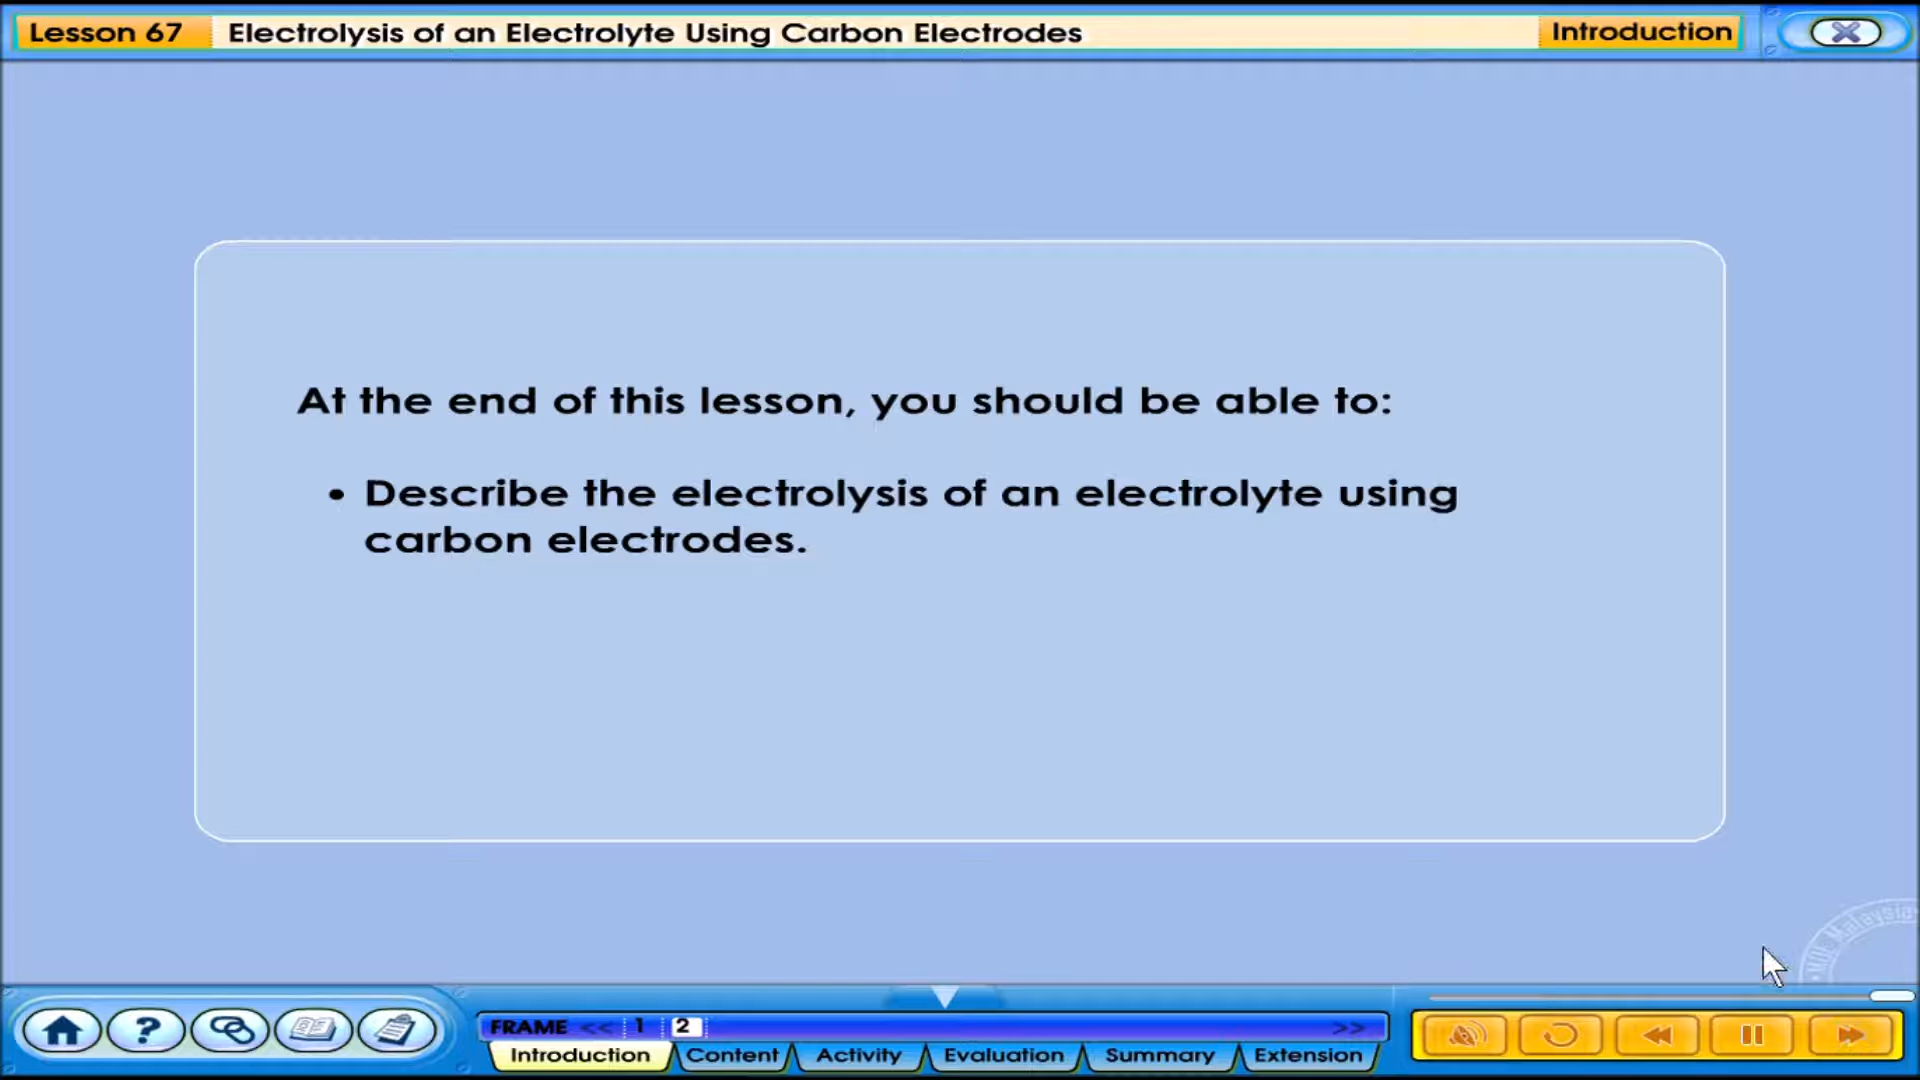 Lesson 67
Electrolysis of an Electrolyte Using Carbon Electrodes
Introduction
At the end of this lesson, you should be able to:
• Describe the electrolysis of an electrolyte using
carbon electrodes.
Malaysia
?
FRAME << 1 2 >>
Introduction Content Activity Evaluation Summary Extension